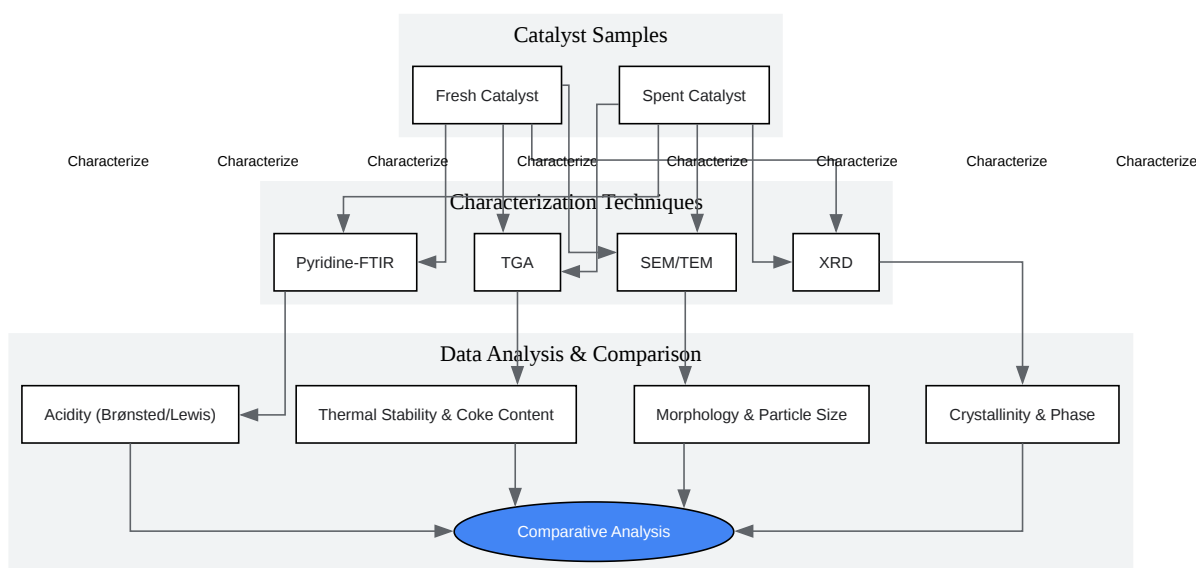 Catalyst Samples
Fresh Catalyst
Spent Catalyst
Characterize
Characterize
Characterize
Characterize
Characterize
Characterize
Characterize
Characterize
Characterization Techniques
Pyridine-FTIR
TGA
SEM/TEM
XRD
Data Analysis & Comparison
Acidity (Brønsted/Lewis)
Thermal Stability & Coke Content
Morphology & Particle Size
Crystallinity & Phase
Comparative Analysis